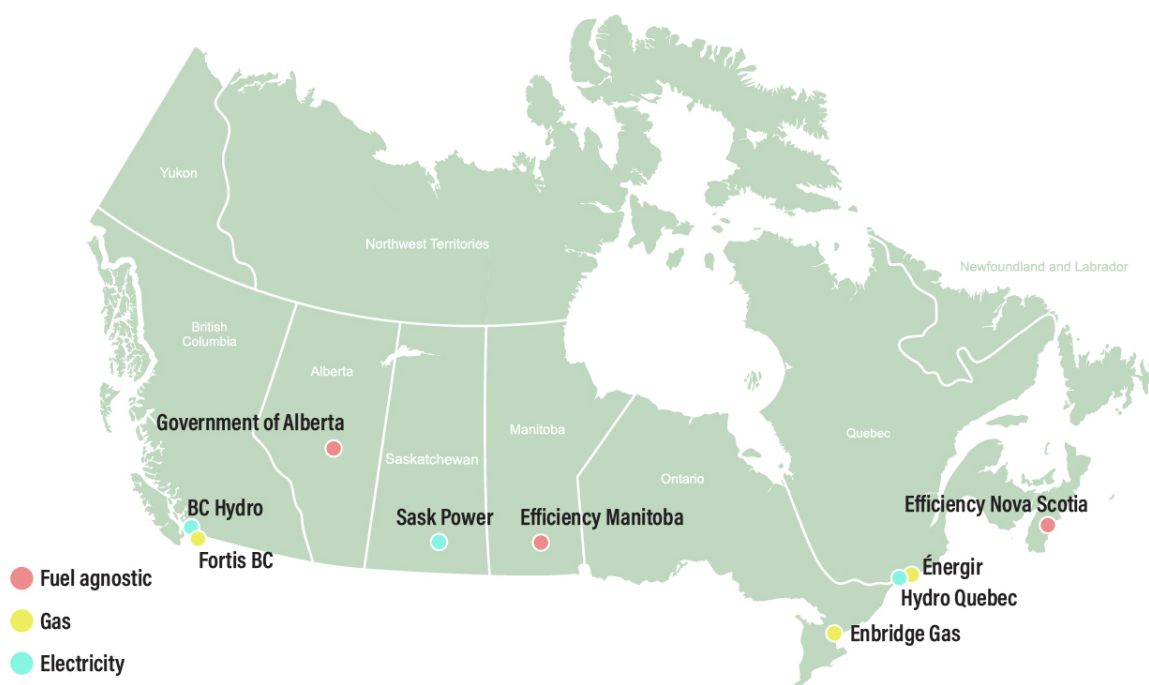 Yukon
Northwest Territories
Newfoundland and Labrador
British
Columbia
Alberta
Government of Alberta
Manitoba
Quebec
Saskatchewan
Ontario
BC Hydro
Sask Power
Efficiency Manitoba
Efficiency Nova Scotia
Fortis BC
Énergir
Hydro Quebec
Enbridge Gas
Fuel agnostic
Gas
Electricity